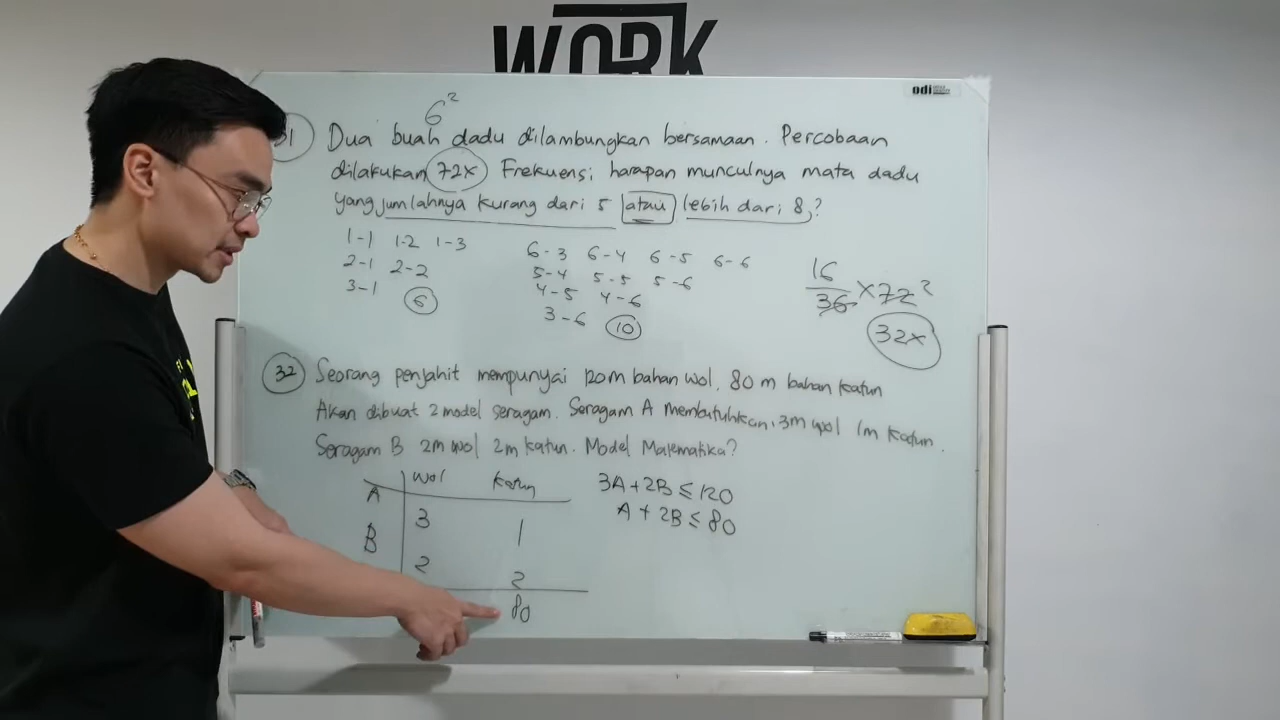 WORK
odi
6²
31 Dua buah dadu dilambungkan bersamaan. Percobaan
dilakukan 72x Frekuensi harapan munculnya mata dadu
yang jumlahnya kurang dari 5 atau lebih dari 8,?
1-1 1-2 1-3
2-1 2-2
3-1 6
6-3 6-4 6-5 6-6
5-4 5-5 5-6
4-5 4-6
3-6 10
16/36 x 72 2
32x
32 Seorang penjahit mempunyai 120m bahan wol, 80 m bahan katun
Akan dibuat 2 model seragam. Seragam A membutuhkan, 3m wol 1m katun.
Seragam B 2m wol 2m katun. Model Matematika?
wol katun
A 3 1
B 2 2
80
3A+2B ≤ 120
A + 2B ≤ 80